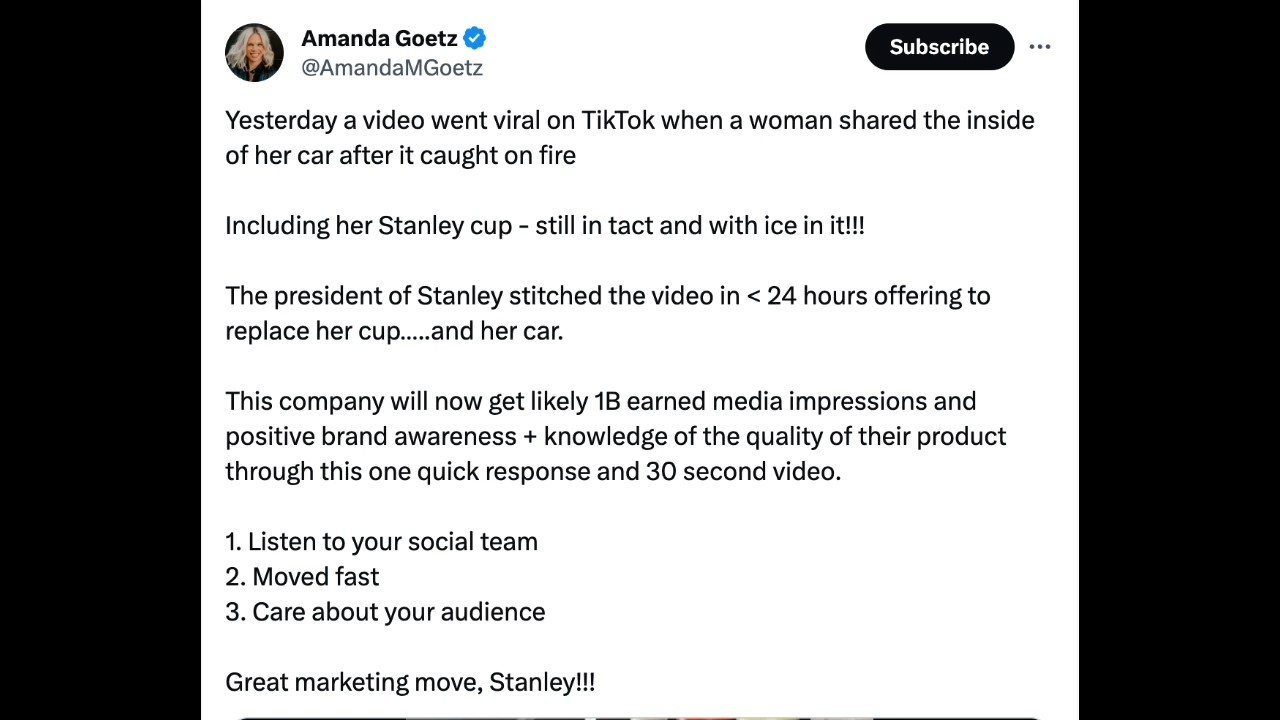 Amanda Goetz
@AmandaMGoetz
Subscribe
Yesterday a video went viral on TikTok when a woman shared the inside
of her car after it caught on fire
Including her Stanley cup - still in tact and with ice in it!!!
The president of Stanley stitched the video in < 24 hours offering to
replace her cup.....and her car.
This company will now get likely 1B earned media impressions and
positive brand awareness + knowledge of the quality of their product
through this one quick response and 30 second video.
1. Listen to your social team
2. Moved fast
3. Care about your audience
Great marketing move, Stanley!!!